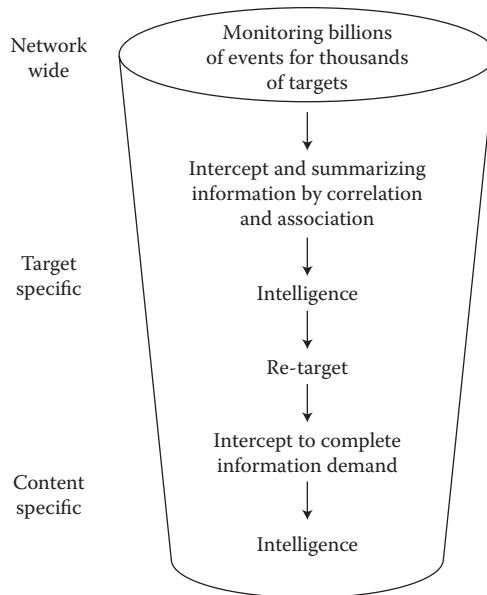 Network
wide
Monitoring billions
of events for thousands
of targets
Intercept and summarizing
information by correlation
and association
Target
specific
Intelligence
Re-target
Intercept to complete
information demand
Content
specific
Intelligence